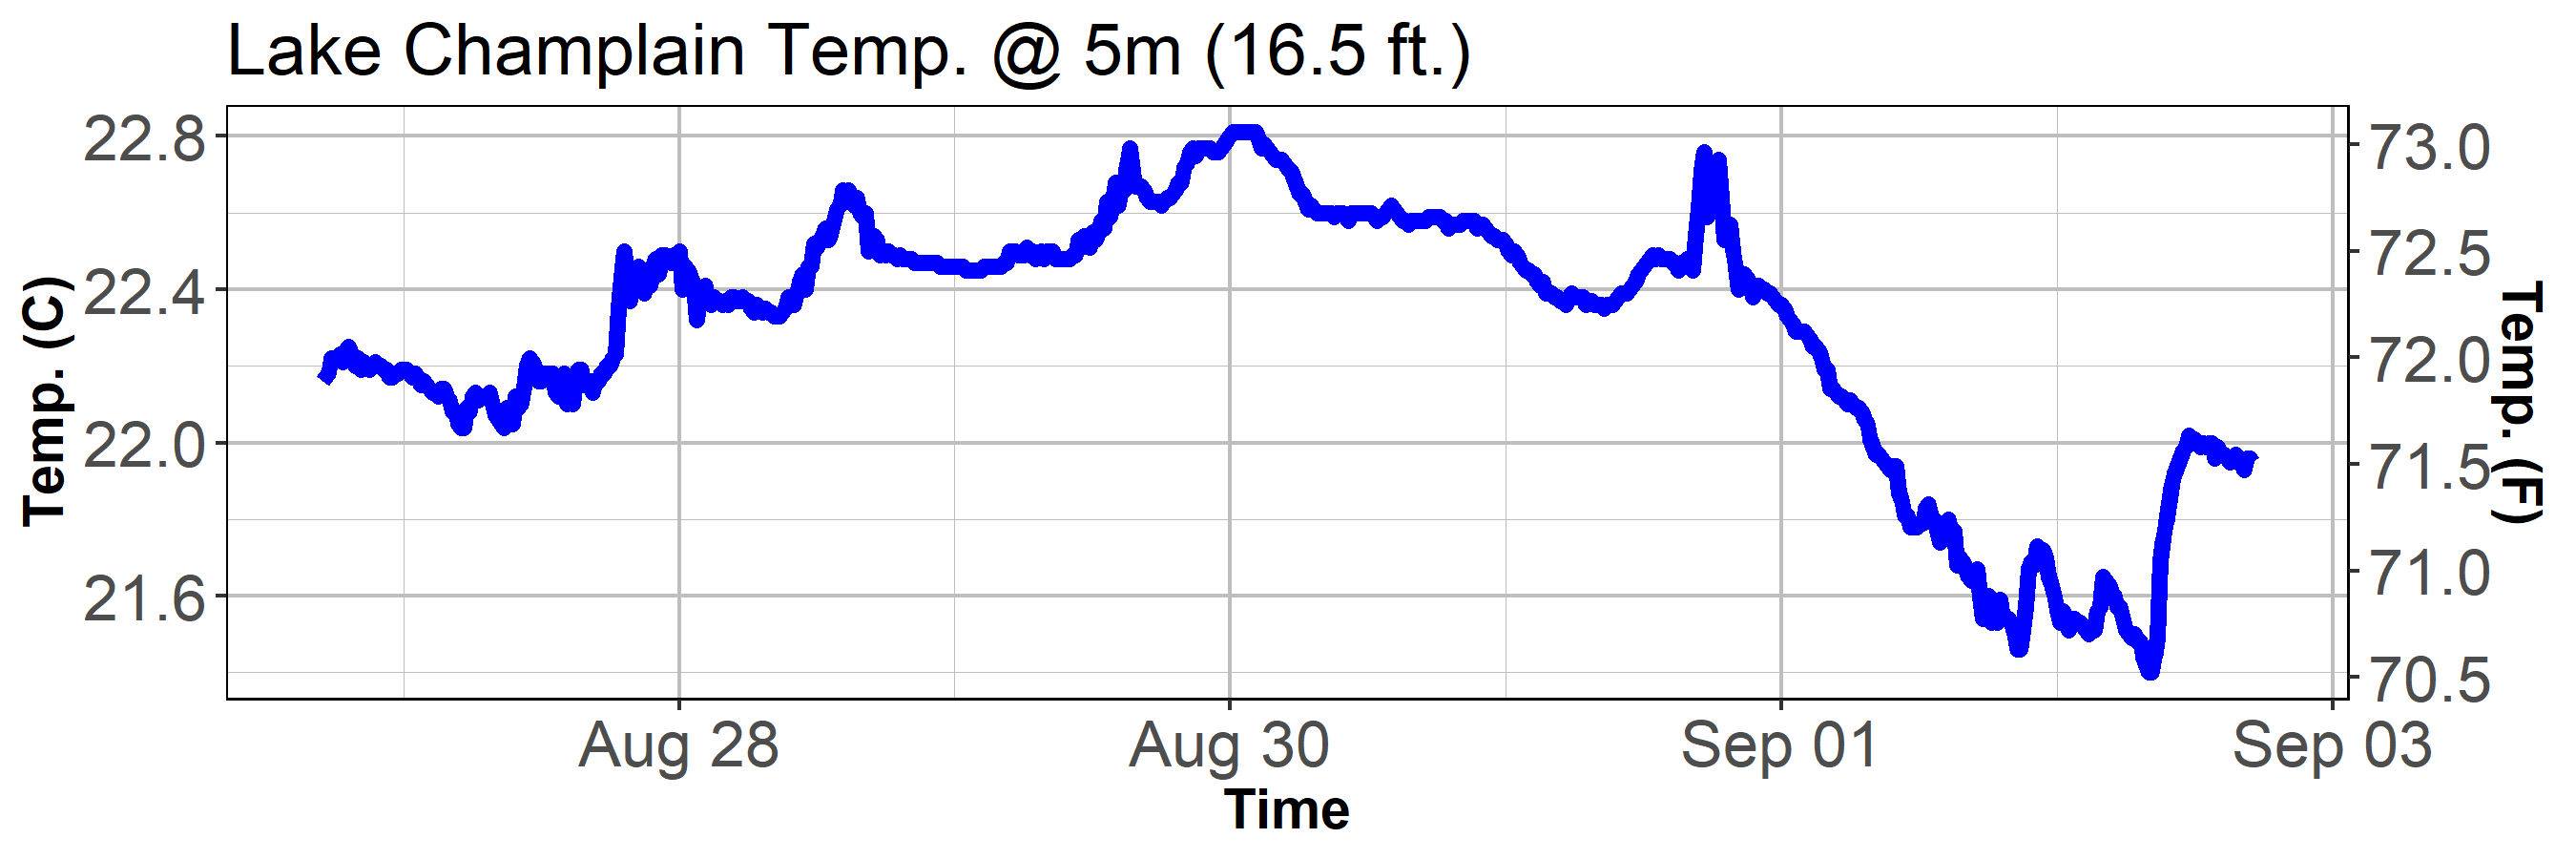 Lake Champlain Temp. @ 5m (16.5 ft.)
Temp. (C)
22.8
22.4
22.0
21.6
73.0
72.5
72.0
71.5
71.0
70.5
Temp. (F)
Aug 28 Aug 30 Sep 01 Sep 03
Time